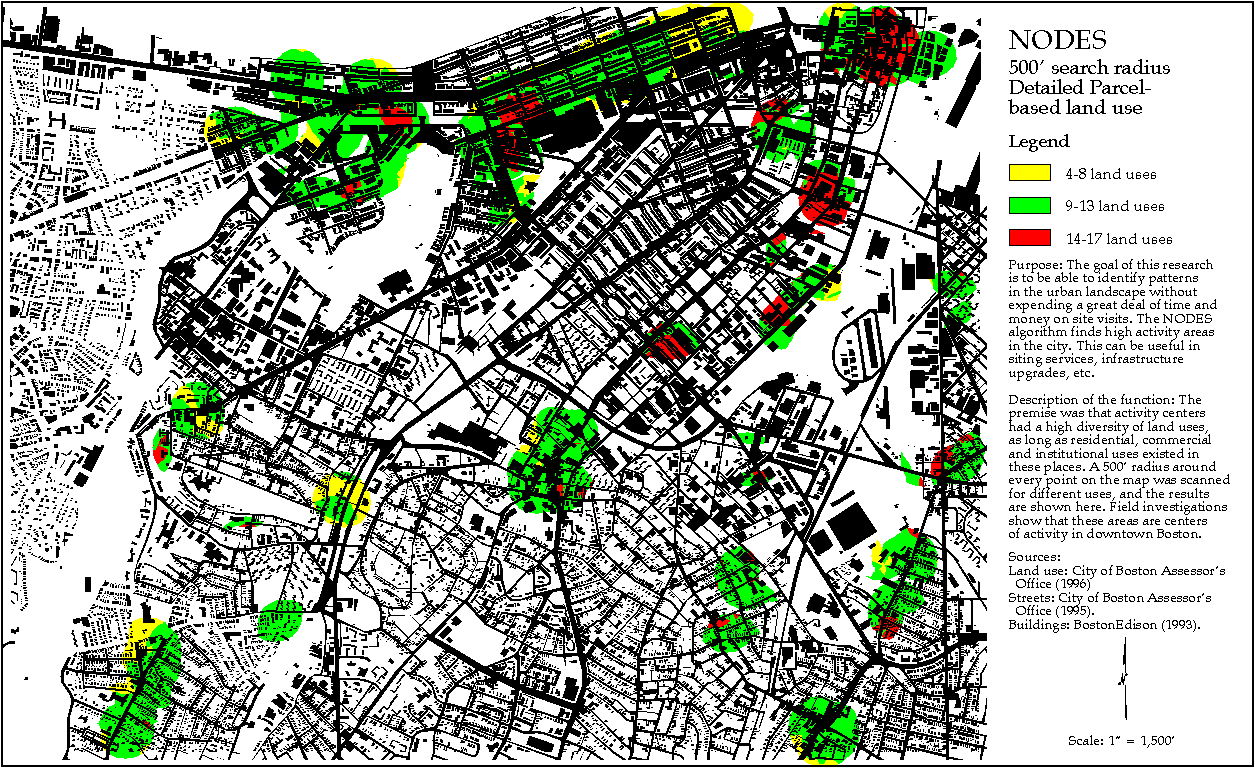 NODES
500' search radius
Detailed Parcel-
based land use
Legend
4-8 land uses
9-13 land uses
14-17 land uses
Purpose: The goal of this research
is to be able to identify patterns
in the urban landscape without
expending a great deal of time and
money on site visits. The NODES
algorithm finds high activity areas
in the city. This can be useful in
siting services, infrastructure
upgrades, etc.
Description of the function: The
premise was that activity centers
had a high diversity of land uses,
as long as residential, commercial
and institutional uses existed in
these places. A 500' radius around
every point on the map was scanned
for different uses, and the results
are shown here. Field investigations
show that these areas are centers
of activity in downtown Boston.
Sources:
Land use: City of Boston Assessor's
Office (1996)
Streets: City of Boston Assessor's
Office (1995).
Buildings: BostonEdison (1993).
N
Scale: 1" = 1,500'